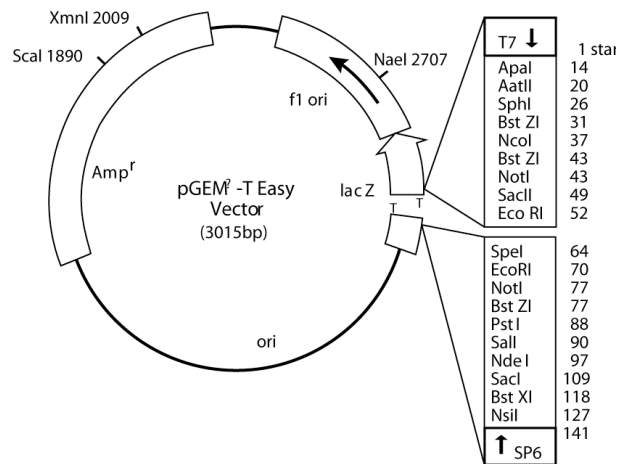 XmnI 2009
ScaI 1890
NaeI 2707
f1 ori
Amp^r
pGEM?-T Easy
Vector
(3015bp)
lac Z
T
T
ori
T7 ↓
1 star
ApaI 14
AatII 20
SphI 26
Bst ZI 31
NcoI 37
Bst ZI 43
NotI 43
SacII 49
Eco RI 52
SpeI 64
EcoRI 70
NotI 77
Bst ZI 77
Pst I 88
SalI 90
Nde I 97
SacI 109
Bst XI 118
NsiI 127
141
↑ SP6